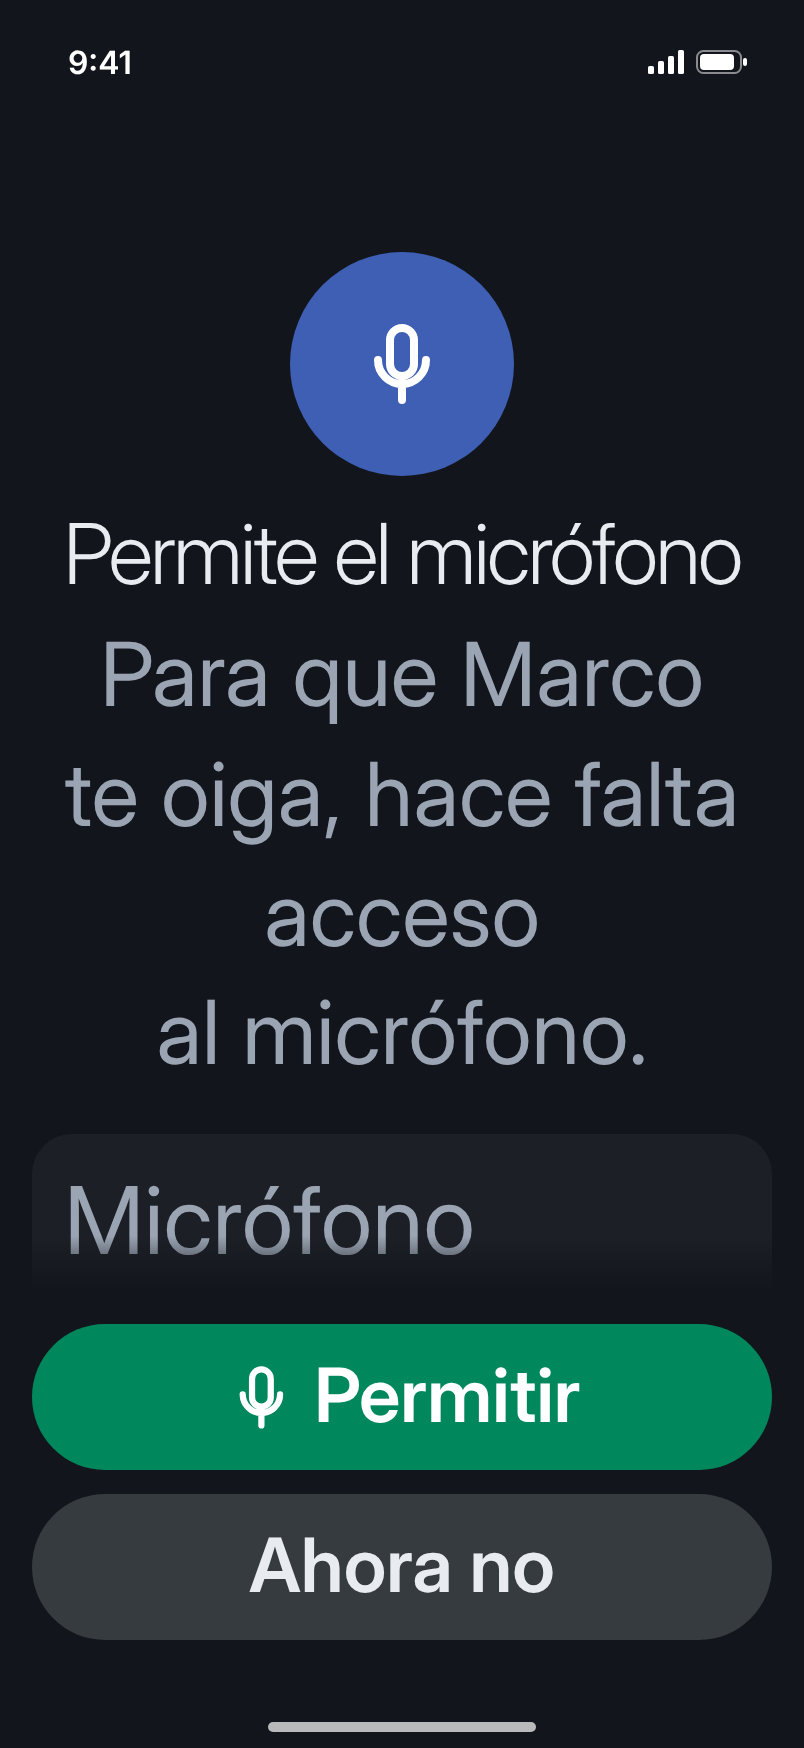 9:41
Permite el micrófono
Para que Marco
te oiga, hace falta
acceso
al micrófono.
Micrófono
Permitir
Ahora no